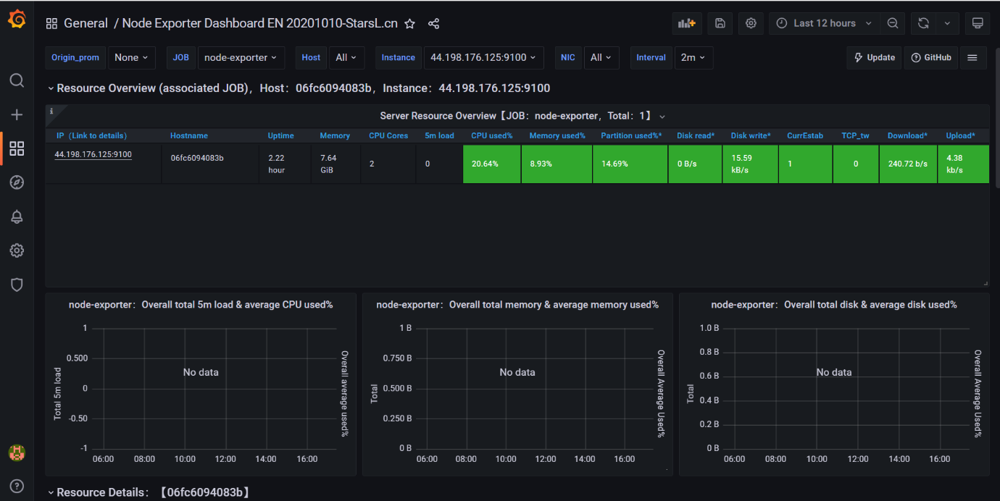 General / Node Exporter Dashboard EN 20201010-StarsL.cn
Last 12 hours
Origin_prom None JOB node-exporter Host All Instance 44.198.176.125:9100 NIC All Interval 2m Update GitHub
Resource Overview (associated JOB)，Host：06fc6094083b，Instance：44.198.176.125:9100
Server Resource Overview【JOB：node-exporter，Total：1】
IP（Link to details） Hostname Uptime Memory CPU Cores 5m load CPU used% Memory used% Partition used%* Disk read* Disk write* CurrEstab TCP_tw Download* Upload*
44.198.176.125:9100 06fc6094083b 2.22 hour 7.64 GiB 2 0 20.64% 8.93% 14.69% 0 B/s 15.59 kB/s 1 0 240.72 b/s 4.38 kb/s
node-exporter：Overall total 5m load & average CPU used%
Total 5m load
1
0.500
0
-0.50
-1
No data
06:00 08:00 10:00 12:00 14:00 16:00
Overall average used%
node-exporter：Overall total memory & average memory used%
Total
1 B
0.750 B
0.500 B
0.250 B
0 B
No data
06:00 08:00 10:00 12:00 14:00 16:00
Overall Average Used%
node-exporter：Overall total disk & average disk used%
Total
1.0 B
0.8 B
0.6 B
0.4 B
0.2 B
0 B
No data
06:00 08:00 10:00 12:00 14:00 16:00
Overall Average Used%
Resource Details：【06fc6094083b】